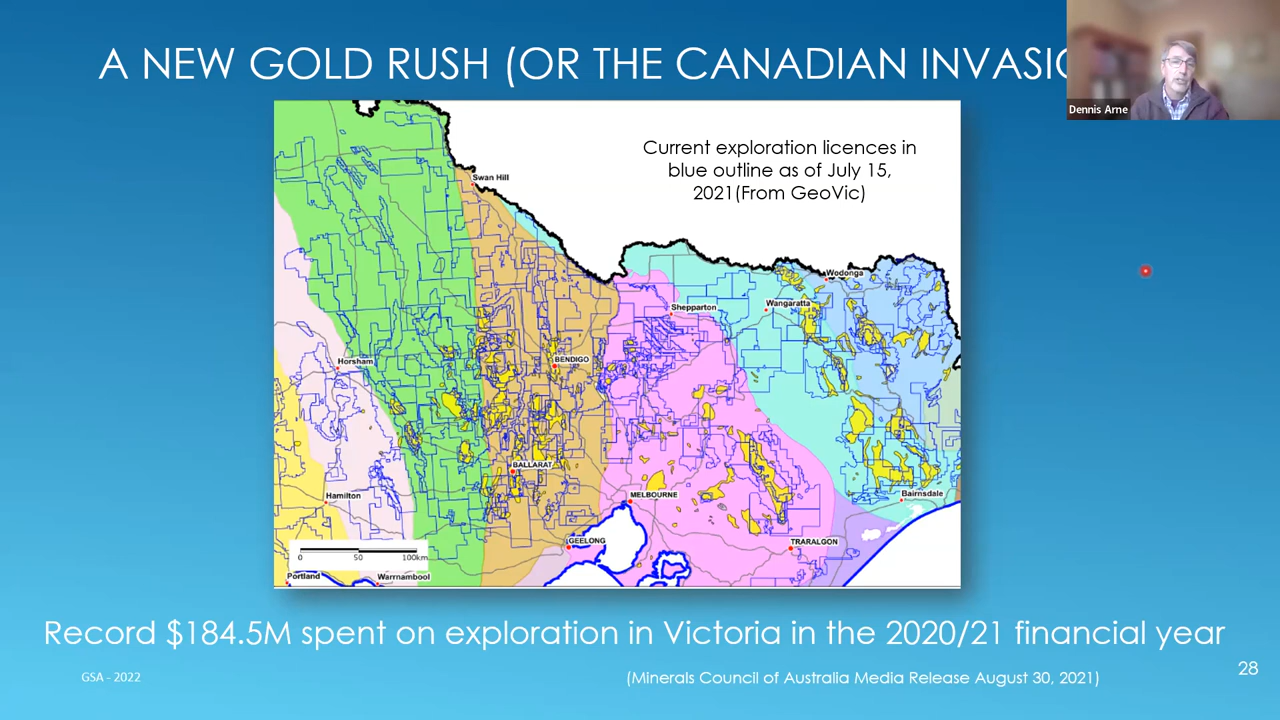 A NEW GOLD RUSH (OR THE CANADIAN INVASIO
Dennis Arne
Current exploration licences in
blue outline as of July 15,
2021(From GeoVic)
Swan Hill
Wodonga
Wangaratta
Shepparton
Horsham
BENDIGO
BALLARAT
Hamilton
MELBOURNE
Bairnsdale
GEELONG
TRARALGON
0 50 100km
Portland
Warrnambool
Record $184.5M spent on exploration in Victoria in the 2020/21 financial year
GSA - 2022
(Minerals Council of Australia Media Release August 30, 2021)
28